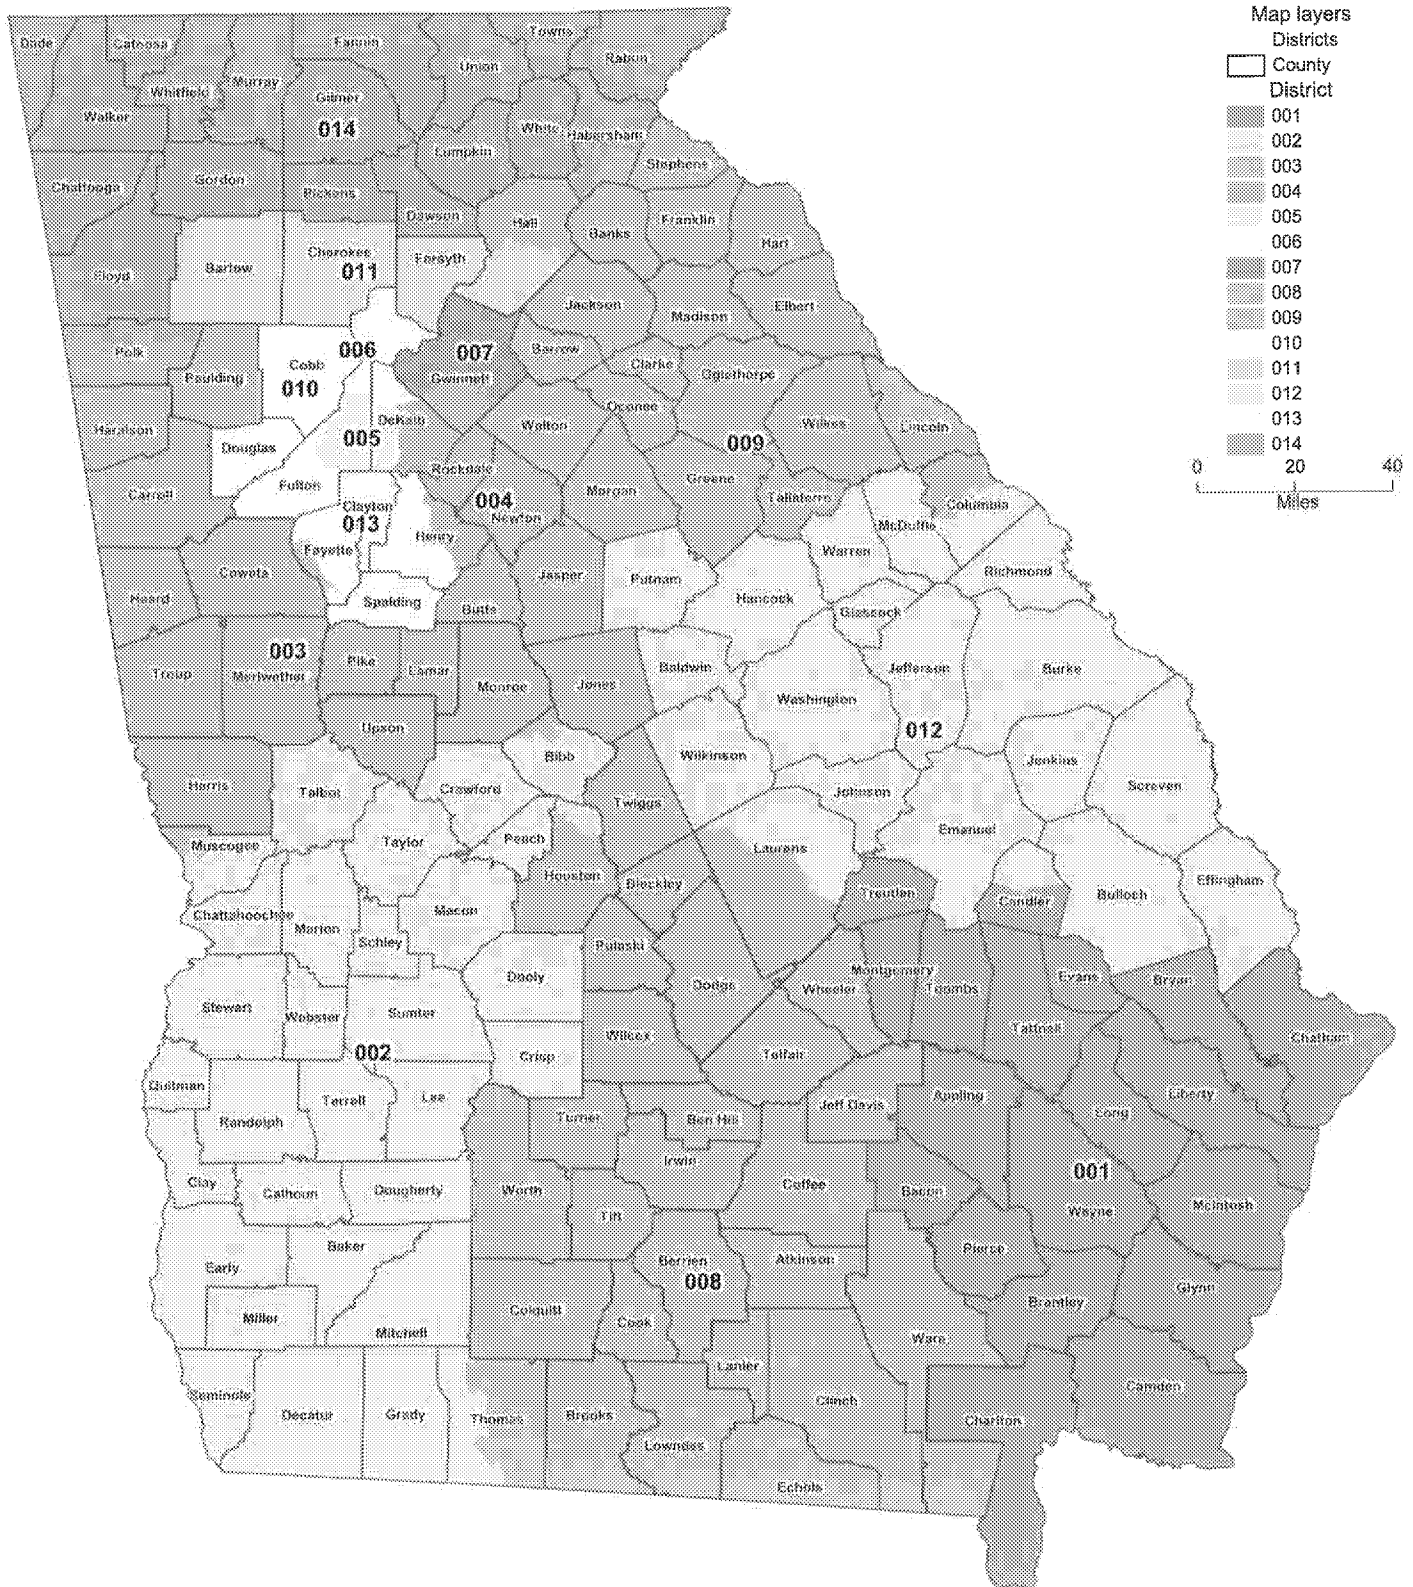 Map layers
Districts
County
District
001
002
003
004
005
006
007
008
009
010
011
012
013
014
0 20 40
Miles
Dade
Catoosa
Fannin
Towns
Rabun
Union
Murray
Whitfield
Gilmer
Walker
014
White
Habersham
Lumpkin
Stephens
Chattooga
Gordon
Pickens
Dawson
Hall
Banks
Franklin
Hart
Floyd
Bartow
Cherokee
011
Forsyth
Jackson
Madison
Elbert
Polk
Paulding
Cobb
006
010
007
Gwinnett
Barrow
Clarke
Oglethorpe
Oconee
Haralson
Douglas
005
DeKalb
Walton
009
Wilkes
Lincoln
Carroll
Fulton
Rockdale
004
Newton
Morgan
Greene
Taliaferro
Columbia
Clayton
013
Fayette
Henry
McDuffie
Warren
Richmond
Heard
Coweta
Spalding
Butts
Jasper
Putnam
Hancock
Glascock
Troup
003
Meriwether
Pike
Lamar
Monroe
Jones
Baldwin
Washington
Jefferson
Burke
012
Upson
Bibb
Wilkinson
Jenkins
Screven
Harris
Talbot
Crawford
Twiggs
Johnson
Emanuel
Muscogee
Taylor
Peach
Laurens
Houston
Bleckley
Treutlen
Candler
Bulloch
Effingham
Chattahoochee
Marion
Schley
Macon
Pulaski
Dooly
Dodge
Wheeler
Montgomery
Toombs
Evans
Bryan
Stewart
Webster
Sumter
Wilcox
Tattnall
Chatham
002
Crisp
Telfair
Quitman
Randolph
Terrell
Lee
Turner
Ben Hill
Jeff Davis
Appling
Long
Liberty
Irwin
Clay
Calhoun
Dougherty
Worth
Tift
Coffee
Bacon
001
Wayne
McIntosh
Early
Baker
Berrien
008
Atkinson
Pierce
Glynn
Miller
Mitchell
Colquitt
Cook
Ware
Brantley
Seminole
Decatur
Grady
Thomas
Brooks
Lanier
Clinch
Charlton
Camden
Lowndes
Echols